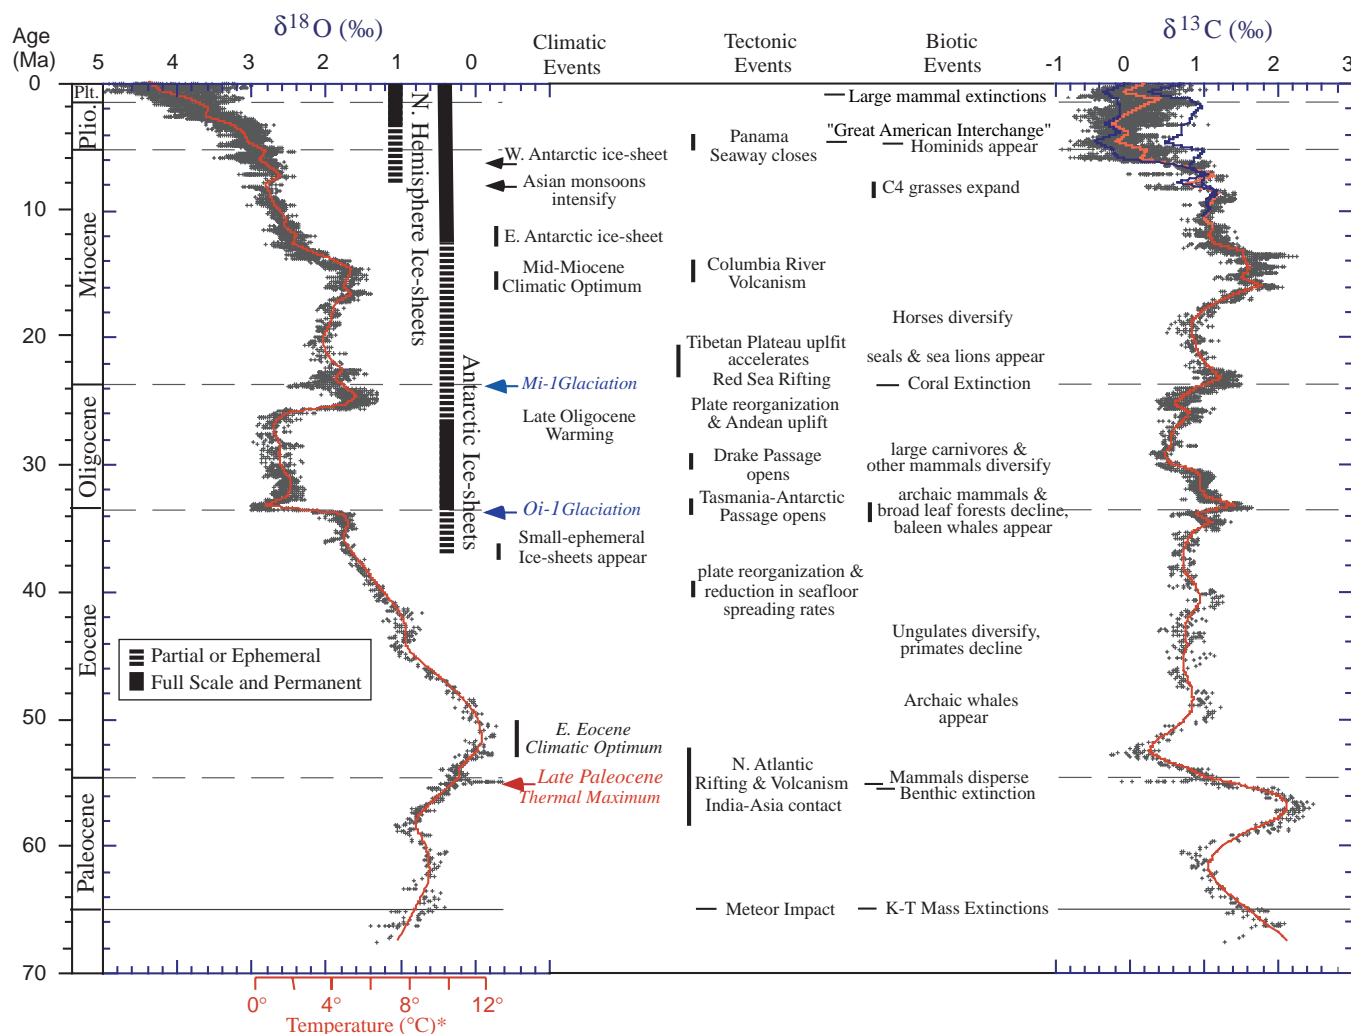 δ18O (‰)
δ13C (‰)
Age
(Ma)
5
4
3
2
1
0
Climatic
Events
Tectonic
Events
Biotic
Events
-1
0
1
2
3
0
10
20
30
40
50
60
70
Plt.
Plio.
Miocene
Oligocene
Eocene
Paleocene
N. Hemisphere Ice-sheets
Antarctic Ice-sheets
W. Antarctic ice-sheet
Asian monsoons
intensify
E. Antarctic ice-sheet
Mid-Miocene
Climatic Optimum
Mi-1Glaciation
Late Oligocene
Warming
Oi-1Glaciation
Small-ephemeral
Ice-sheets appear
E. Eocene
Climatic Optimum
Late Paleocene
Thermal Maximum
Panama
Seaway closes
Columbia River
Volcanism
Tibetan Plateau uplfit
accelerates
Red Sea Rifting
Plate reorganization
& Andean uplift
Drake Passage
opens
Tasmania-Antarctic
Passage opens
plate reorganization &
reduction in seafloor
spreading rates
N. Atlantic
Rifting & Volcanism
India-Asia contact
Meteor Impact
Large mammal extinctions
"Great American Interchange"
Hominids appear
C4 grasses expand
Horses diversify
seals & sea lions appear
Coral Extinction
large carnivores &
other mammals diversify
archaic mammals &
broad leaf forests decline,
baleen whales appear
Ungulates diversify,
primates decline
Archaic whales
appear
Mammals disperse
Benthic extinction
K-T Mass Extinctions
Partial or Ephemeral
Full Scale and Permanent
0°
4°
8°
12°
Temperature (°C)*